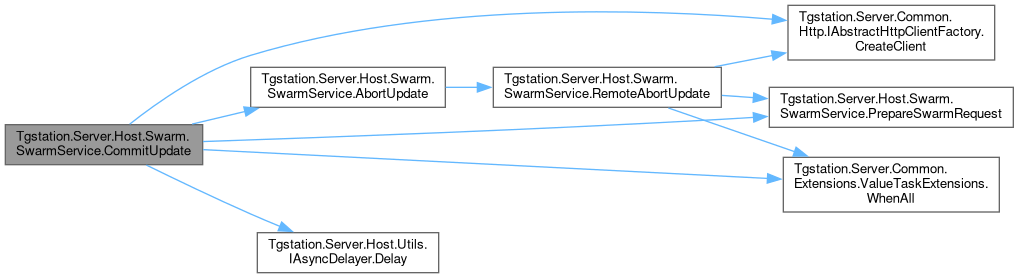 Tgstation.Server.Common.
Http.IAbstractHttpClientFactory.
CreateClient
Tgstation.Server.Host.Swarm.
SwarmService.AbortUpdate
Tgstation.Server.Host.Swarm.
SwarmService.RemoteAbortUpdate
Tgstation.Server.Host.Swarm.
SwarmService.PrepareSwarmRequest
Tgstation.Server.Host.Swarm.
SwarmService.CommitUpdate
Tgstation.Server.Common.
Extensions.ValueTaskExtensions.
WhenAll
Tgstation.Server.Host.Utils.
IAsyncDelayer.Delay